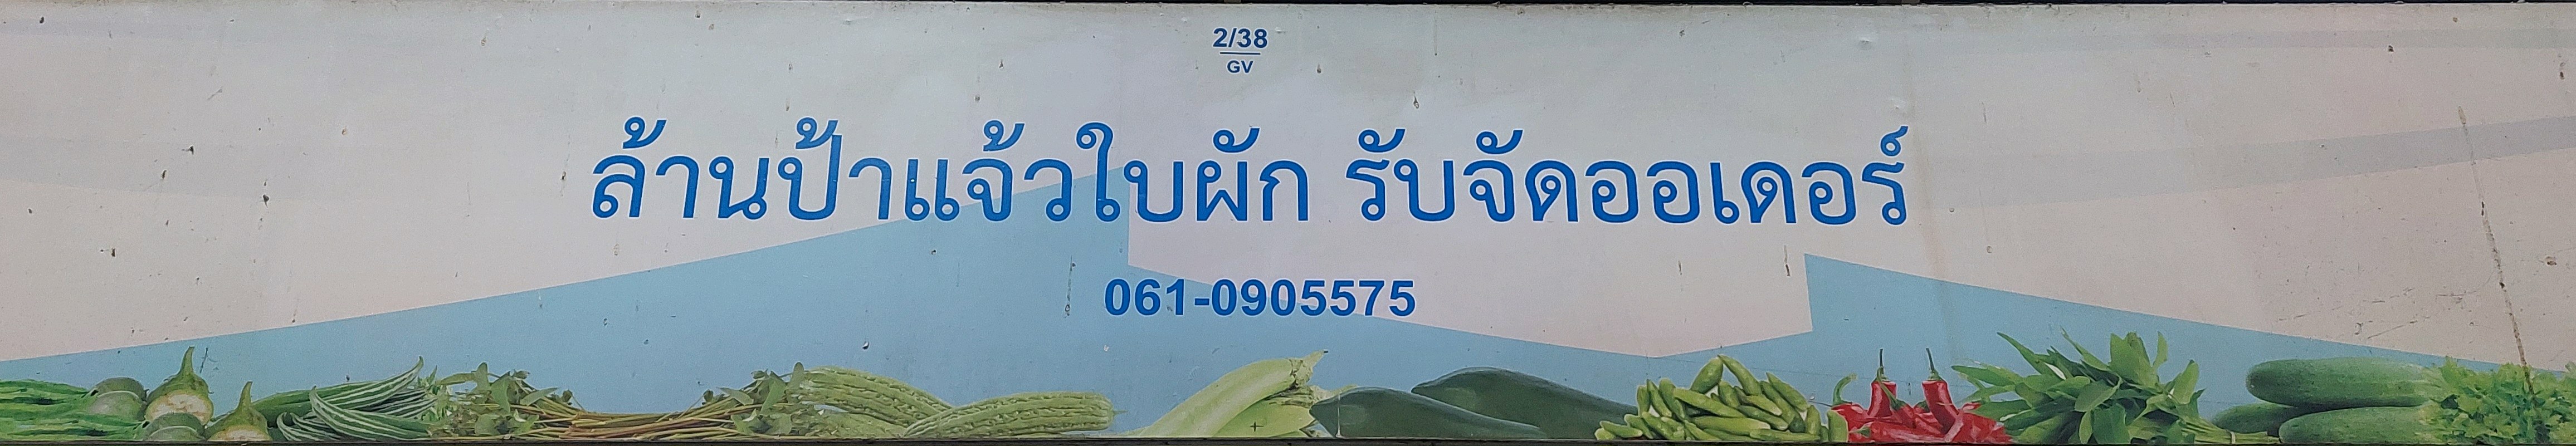 2/38
GV
ล้านป้าแจ้วใบผัก รับจัดออเดอร์
061-0905575